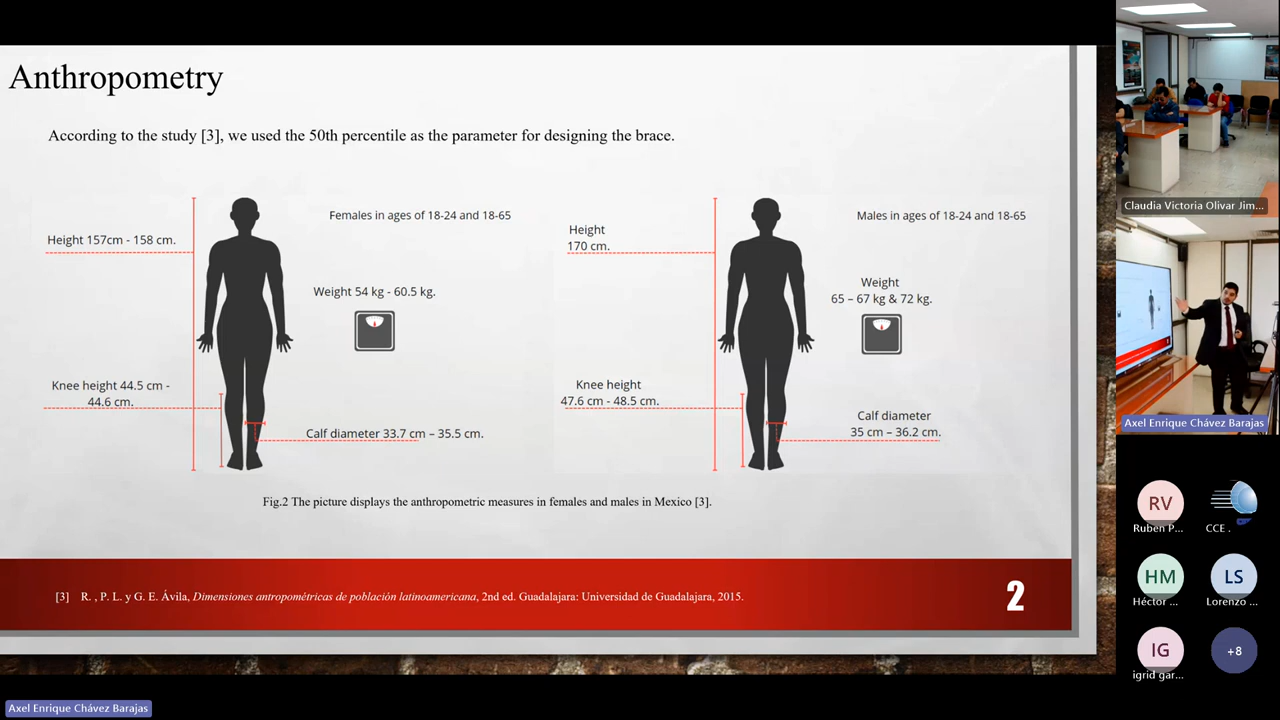 Anthropometry
According to the study [3], we used the 50th percentile as the parameter for designing the brace.
Females in ages of 18-24 and 18-65
Height 157cm - 158 cm.
Weight 54 kg - 60.5 kg.
Knee height 44.5 cm -
44.6 cm.
Calf diameter 33.7 cm – 35.5 cm.
Males in ages of 18-24 and 18-65
Height
170 cm.
Weight
65 – 67 kg & 72 kg.
Knee height
47.6 cm - 48.5 cm.
Calf diameter
35 cm – 36.2 cm.
Fig.2 The picture displays the anthropometric measures in females and males in Mexico [3].
[3] R. , P. L. y G. E. Ávila, Dimensiones antropométricas de población latinoamericana, 2nd ed. Guadalajara: Universidad de Guadalajara, 2015.
2
Claudia Victoria Olivar Jim...
Axel Enrique Chávez Barajas
RV
Ruben P...
CCE .
HM
Héctor ...
LS
Lorenzo ...
IG
igrid gar...
+8
Axel Enrique Chávez Barajas